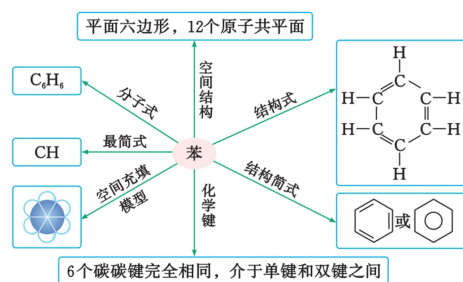 平面六边形，12个原子共平面
C₆H₆
分子式
空间结构
结构式
CH
最简式
苯
空间充填
模型
化学键
结构简式
H
H
C
H—C
C—H
H—C
C—H
C
H
或
6个碳碳键完全相同，介于单键和双键之间